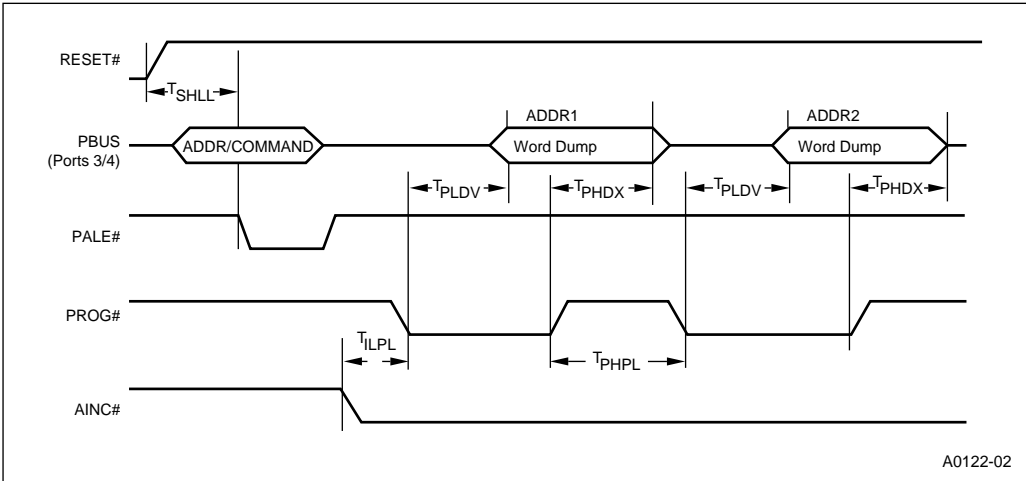 RESET#
TSHLL
ADDR1
ADDR2
PBUS
(Ports 3/4)
ADDR/COMMAND
Word Dump
Word Dump
TPLDV
TPHDX
TPLDV
TPHDX
PALE#
PROG#
TILPL
TPHPL
AINC#
A0122-02